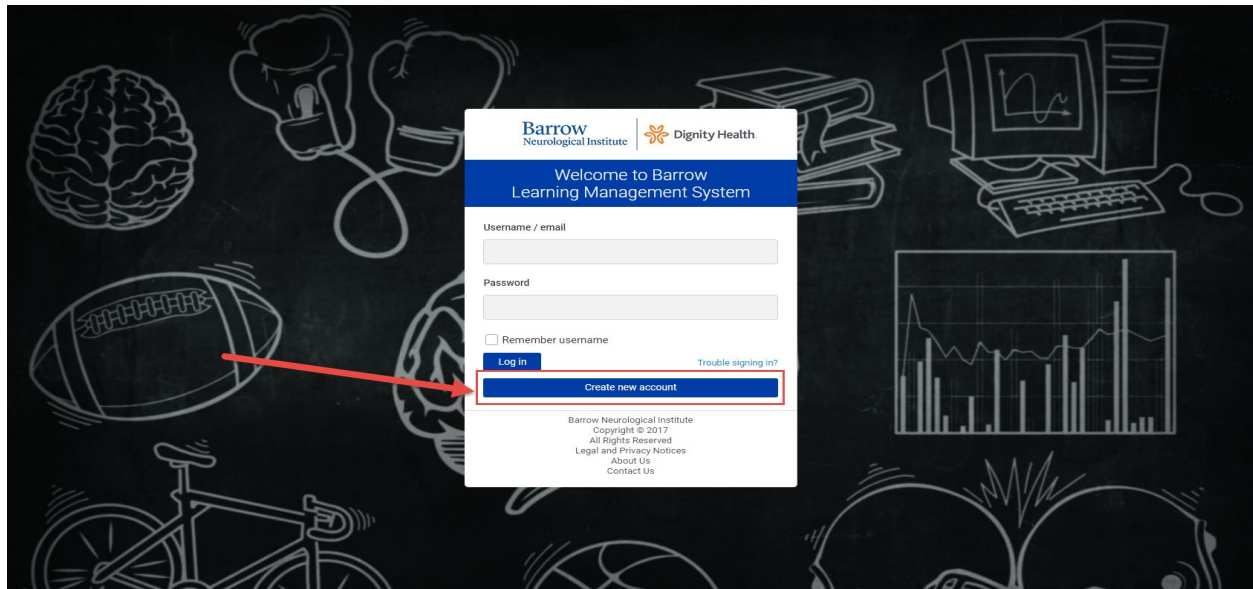 Barrow
Neurological Institute
Dignity Health.
Welcome to Barrow
Learning Management System
Username / email
Password
Remember username
Log in
Trouble signing in?
Create new account
Barrow Neurological Institute
Copyright © 2017
All Rights Reserved
Legal and Privacy Notices
About Us
Contact Us